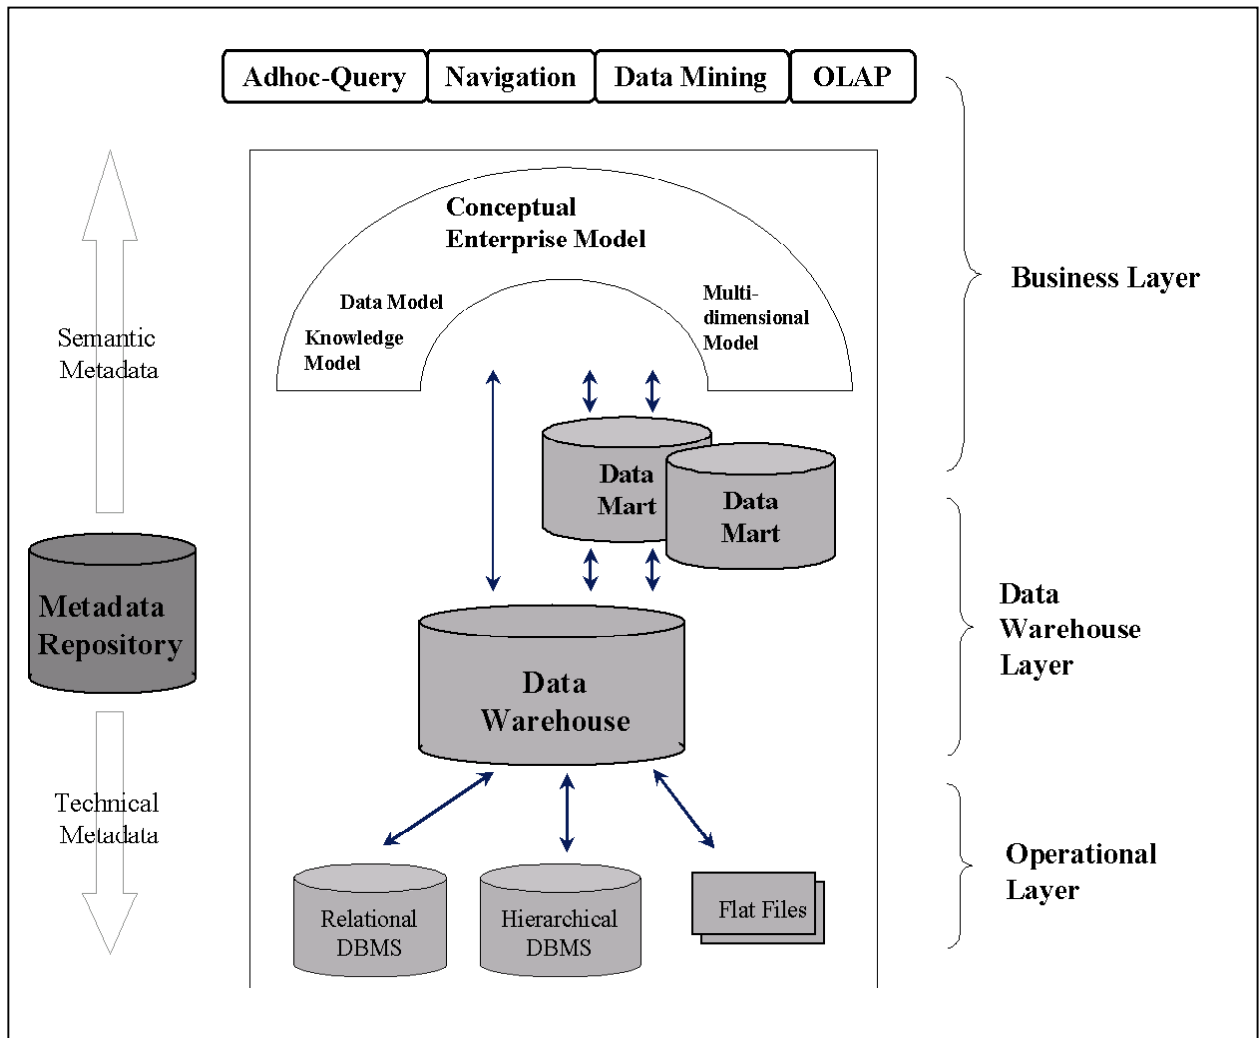 Adhoc-Query Navigation Data Mining OLAP
Conceptual
Enterprise Model
Data Model
Knowledge
Model
Multi-
dimensional
Model
Business Layer
Semantic
Metadata
Data
Mart
Data
Mart
Metadata
Repository
Data
Warehouse
Data
Warehouse
Layer
Technical
Metadata
Relational
DBMS
Hierarchical
DBMS
Flat Files
Operational
Layer